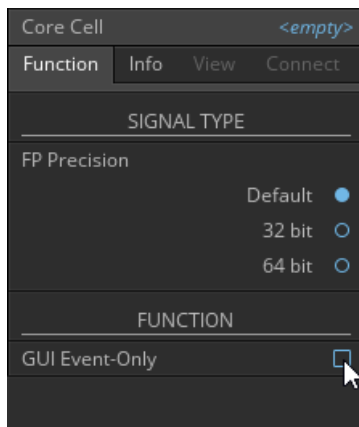 Core Cell <empty>
Function Info View Connect
SIGNAL TYPE
FP Precision
Default
32 bit
64 bit
FUNCTION
GUI Event-Only